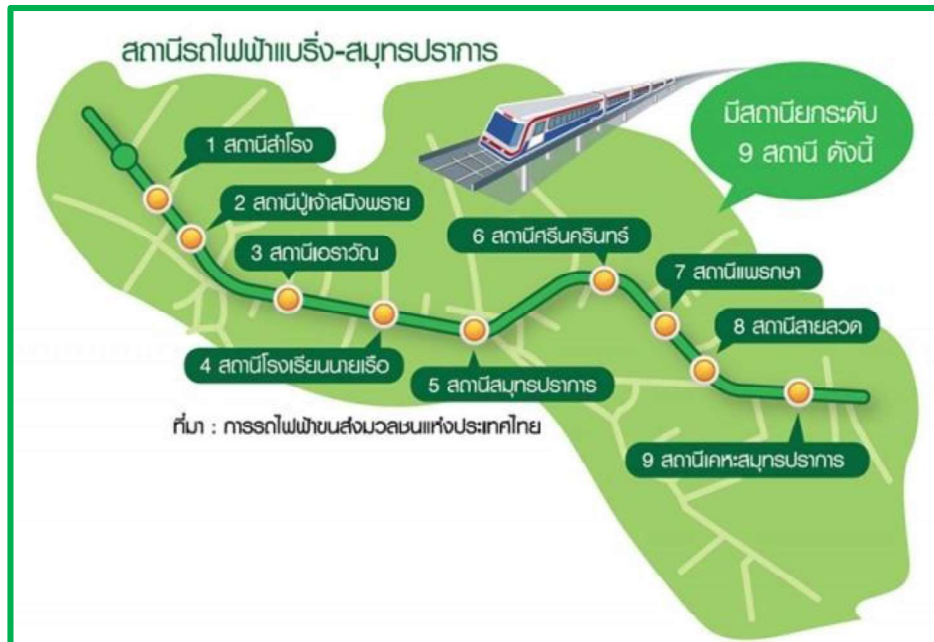 สถานีรถไฟฟ้าแบริ่ง-สมุทรปราการ
มีสถานียกระดับ
9 สถานี ดังนี้
1 สถานีสำโรง
2 สถานีปู่เจ้าสมิงพราย
3 สถานีเอราวัณ
4 สถานีโรงเรียนนายเรือ
5 สถานีสมุทรปราการ
6 สถานีศรีนครินทร์
7 สถานีแพรกษา
8 สถานีสายลวด
9 สถานีเคหะสมุทรปราการ
ที่มา : การรถไฟฟ้าขนส่งมวลชนแห่งประเทศไทย